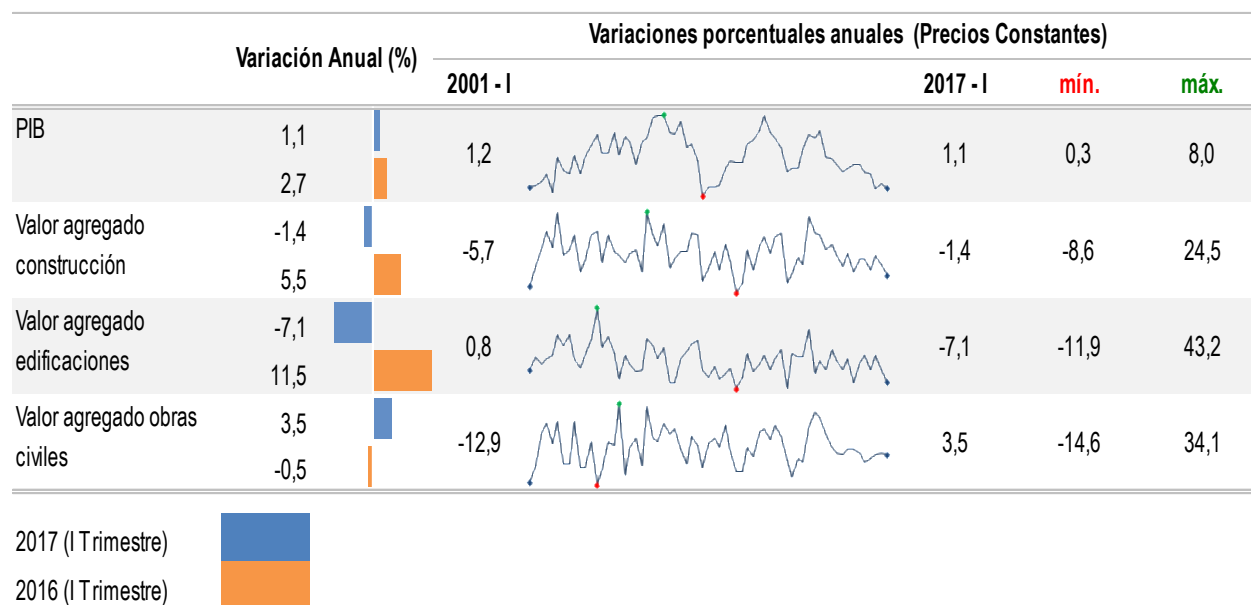 Variaciones porcentuales anuales (Precios Constantes)
Variación Anual (%)
2001 - I 2017 - I mín. máx.
PIB 1,1 1,2 1,1 0,3 8,0
2,7
Valor agregado -1,4 -5,7 -1,4 -8,6 24,5
construcción 5,5
Valor agregado -7,1 0,8 -7,1 -11,9 43,2
edificaciones 11,5
Valor agregado obras 3,5 -12,9 3,5 -14,6 34,1
civiles -0,5
2017 (I Trimestre)
2016 (I Trimestre)